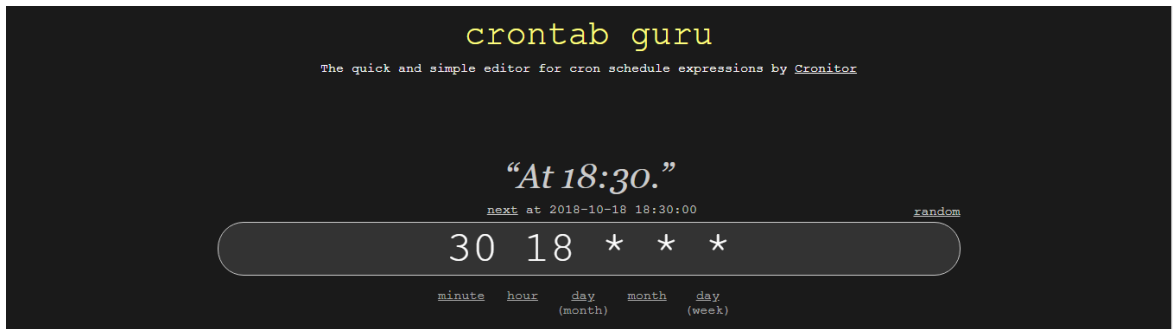 crontab guru
The quick and simple editor for cron schedule expressions by Cronitor
“At 18:30.”
next at 2018-10-18 18:30:00
random
30 18 * * *
minute hour day month day
(month) (week)